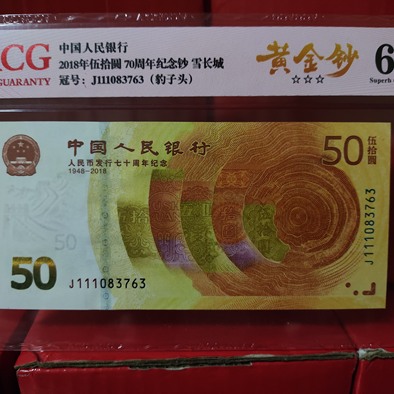 ACG
GUARANTY
中国人民银行
2018年伍拾圆 70周年纪念钞 雪长城
冠号：J111083763（豹子头）
黄金钞
☆☆☆
6
Superb
中国人民银行
人民币发行七十周年纪念
1948-2018
50
伍拾圆
50
50
J111083763
J111083763